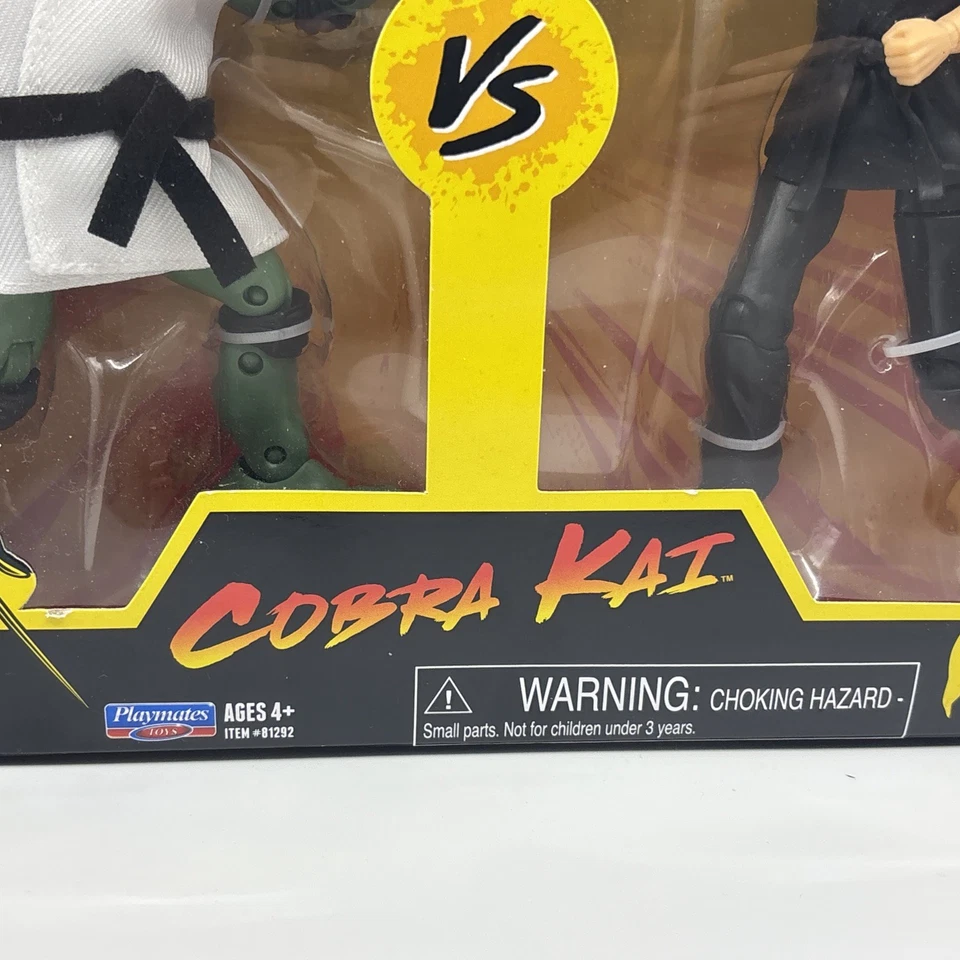 VS
COBRA KAI™
Playmates
TOYS
AGES 4+
ITEM #81292
WARNING: CHOKING HAZARD -
Small parts. Not for children under 3 years.